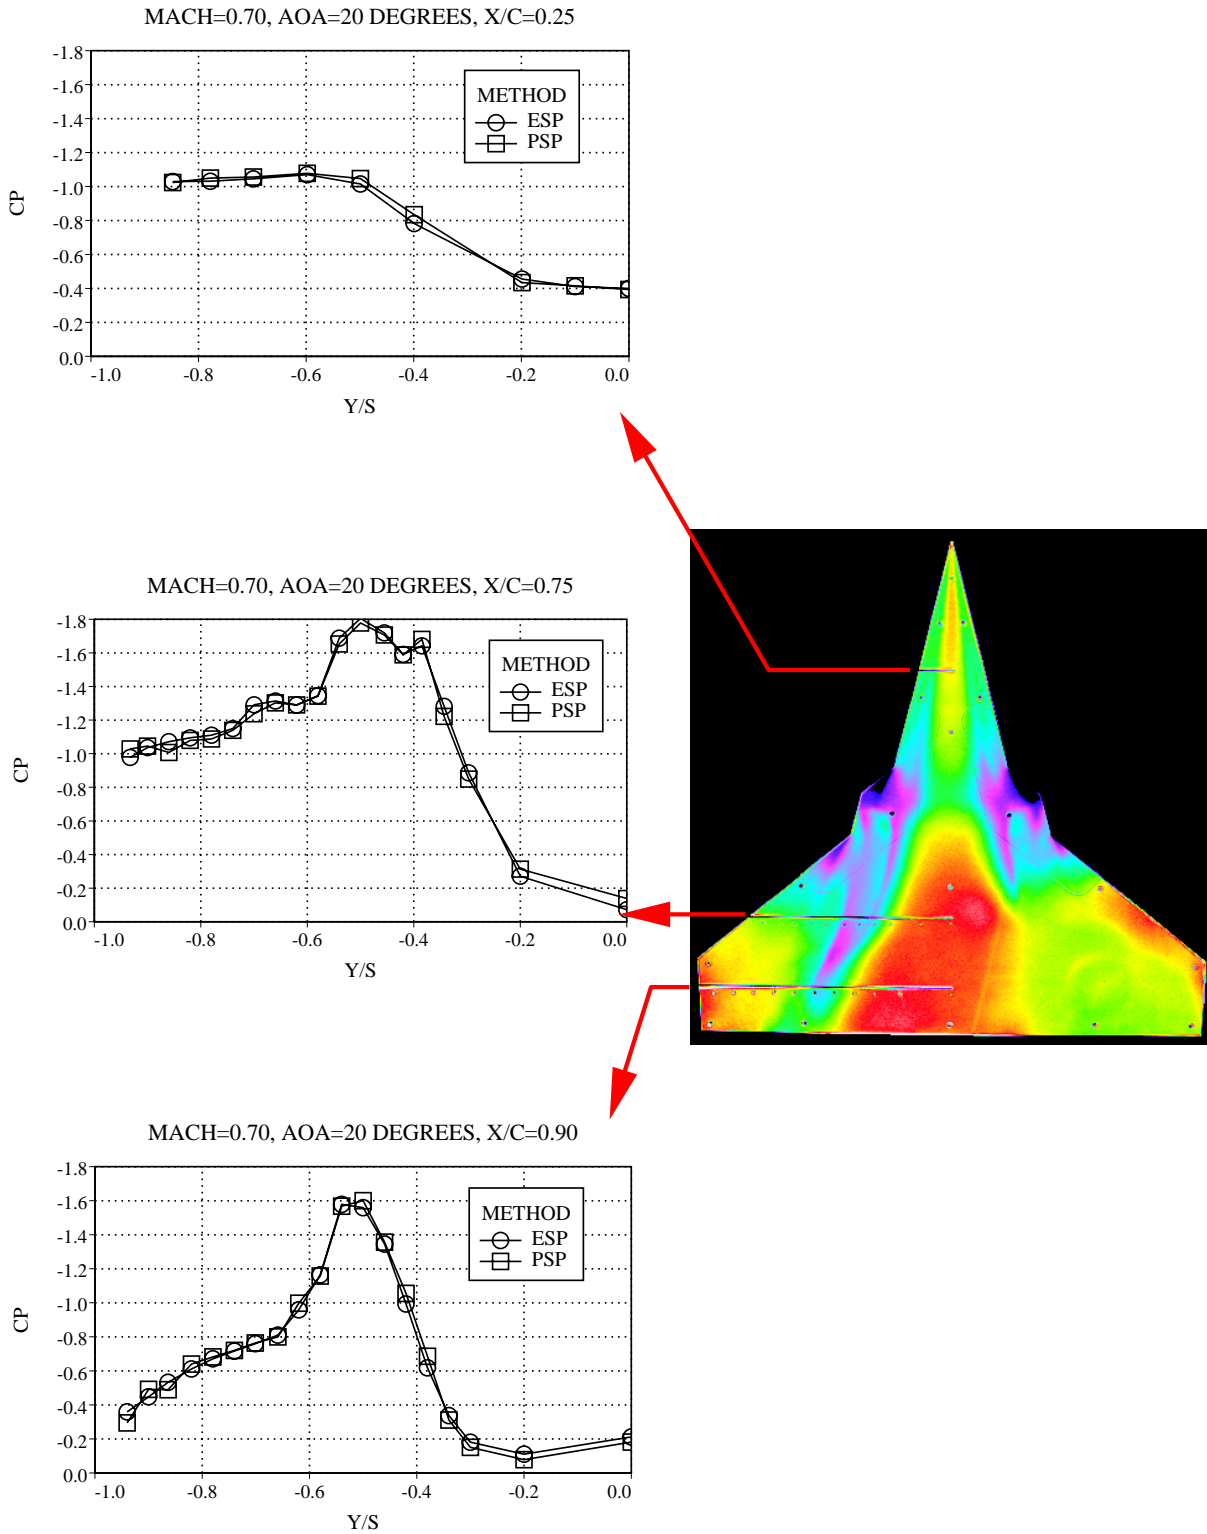 MACH=0.70, AOA=20 DEGREES, X/C=0.25
-1.8
-1.6
-1.4
-1.2
-1.0
-0.8
-0.6
-0.4
-0.2
0.0
CP
METHOD
ESP
PSP
-1.0 -0.8 -0.6 -0.4 -0.2 0.0
Y/S
MACH=0.70, AOA=20 DEGREES, X/C=0.75
-1.8
-1.6
-1.4
-1.2
-1.0
-0.8
-0.6
-0.4
-0.2
0.0
CP
METHOD
ESP
PSP
-1.0 -0.8 -0.6 -0.4 -0.2 0.0
Y/S
MACH=0.70, AOA=20 DEGREES, X/C=0.90
-1.8
-1.6
-1.4
-1.2
-1.0
-0.8
-0.6
-0.4
-0.2
0.0
CP
METHOD
ESP
PSP
-1.0 -0.8 -0.6 -0.4 -0.2 0.0
Y/S